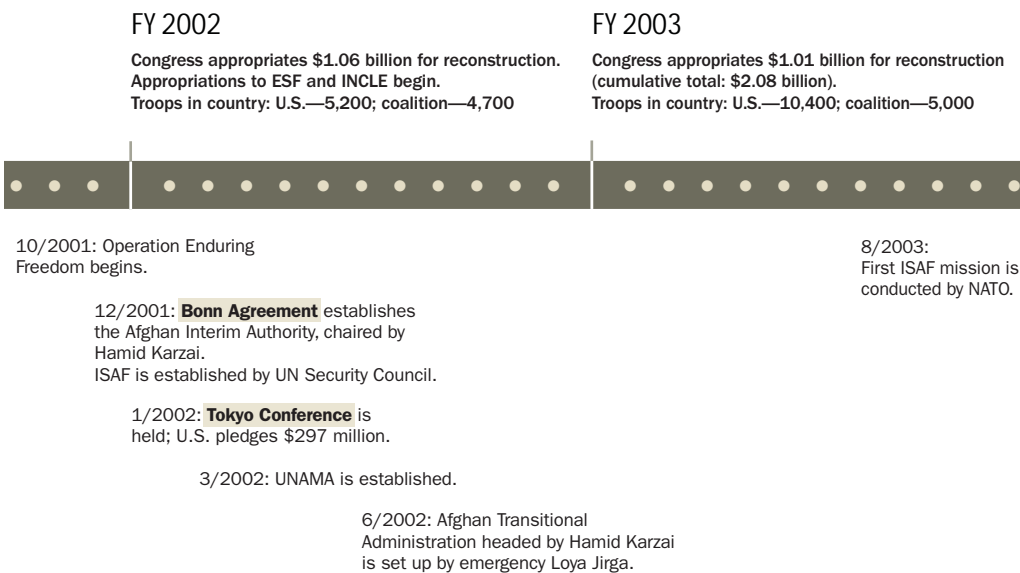 FY 2002
Congress appropriates $1.06 billion for reconstruction.
Appropriations to ESF and INCLE begin.
Troops in country: U.S.—5,200; coalition—4,700
FY 2003
Congress appropriates $1.01 billion for reconstruction
(cumulative total: $2.08 billion).
Troops in country: U.S.—10,400; coalition—5,000
10/2001: Operation Enduring
Freedom begins.
12/2001: Bonn Agreement establishes
the Afghan Interim Authority, chaired by
Hamid Karzai.
ISAF is established by UN Security Council.
1/2002: Tokyo Conference is
held; U.S. pledges $297 million.
3/2002: UNAMA is established.
6/2002: Afghan Transitional
Administration headed by Hamid Karzai
is set up by emergency Loya Jirga.
8/2003:
First ISAF mission is
conducted by NATO.